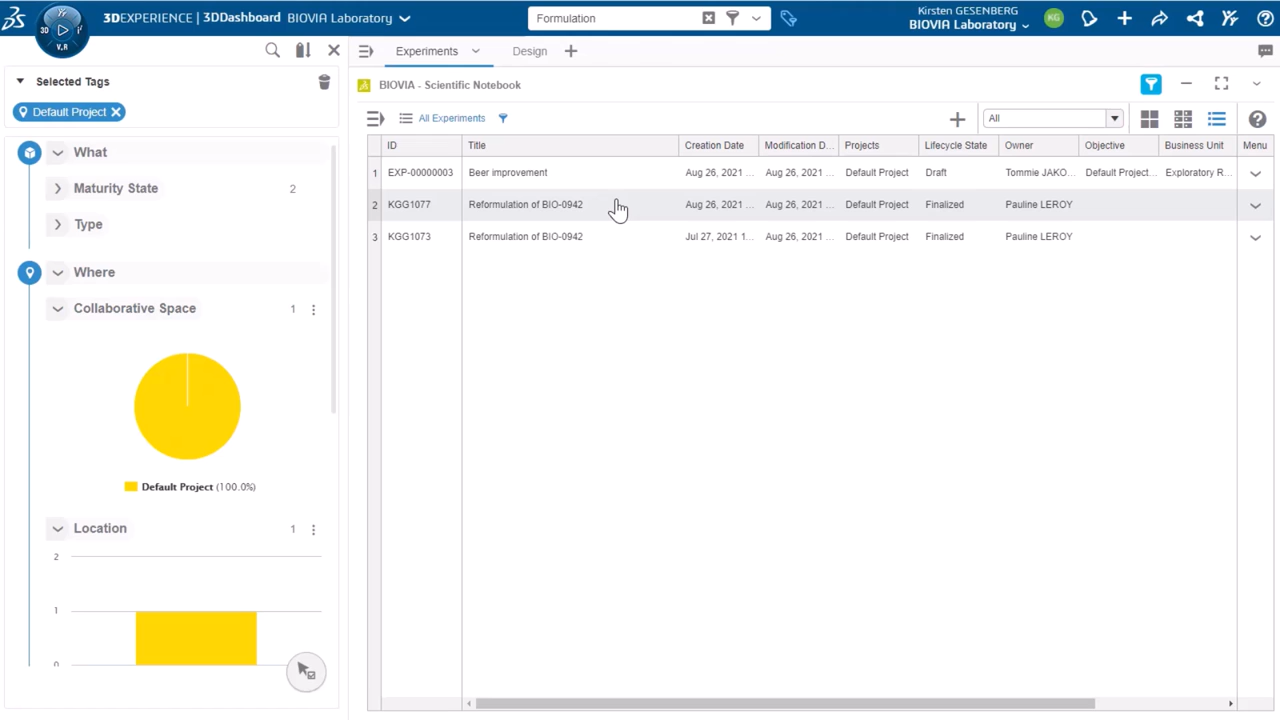 3DEXPERIENCE | 3DDashboard BIOVIA Laboratory
Formulation
Kirsten GESENBERG
BIOVIA Laboratory
KG
3D
V.R
Selected Tags
Default Project
What
Maturity State 2
Type
Where
Collaborative Space 1
Default Project (100.0%)
Location 1
2
1
0
Experiments
Design
BIOVIA - Scientific Notebook
All Experiments
All
ID Title Creation Date Modification D... Projects Lifecycle State Owner Objective Business Unit Menu
1 EXP-00000003 Beer improvement Aug 26, 2021 ... Aug 26, 2021 ... Default Project Draft Tommie JAKO... Default Project... Exploratory R...
2 KGG1077 Reformulation of BIO-0942 Aug 26, 2021 ... Aug 26, 2021 ... Default Project Finalized Pauline LEROY
3 KGG1073 Reformulation of BIO-0942 Jul 27, 2021 1... Aug 26, 2021 ... Default Project Finalized Pauline LEROY